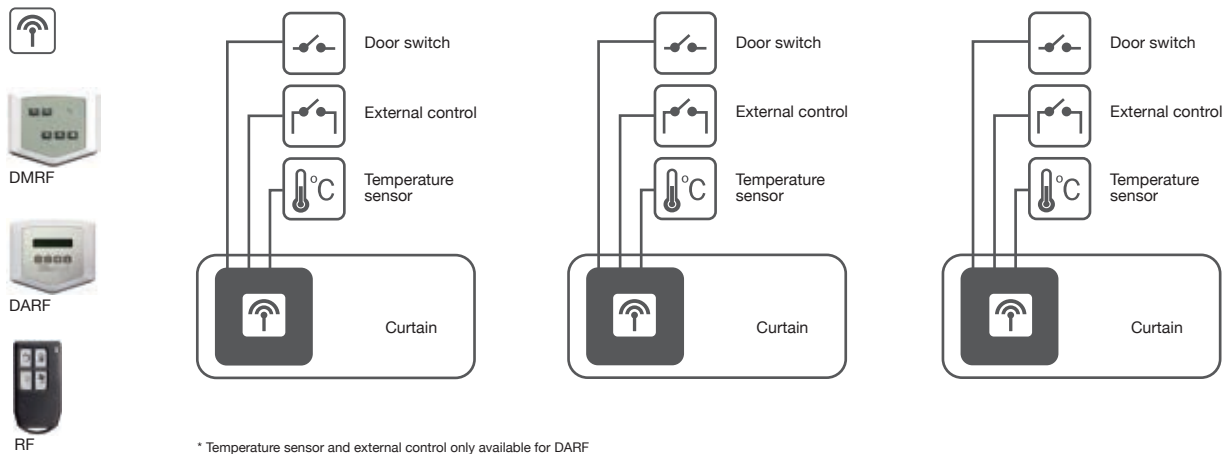 Door switch
External control
°C
Temperature
sensor
Curtain
Door switch
External control
°C
Temperature
sensor
Curtain
Door switch
External control
°C
Temperature
sensor
Curtain
DMRF
DARF
RF
* Temperature sensor and external control only available for DARF